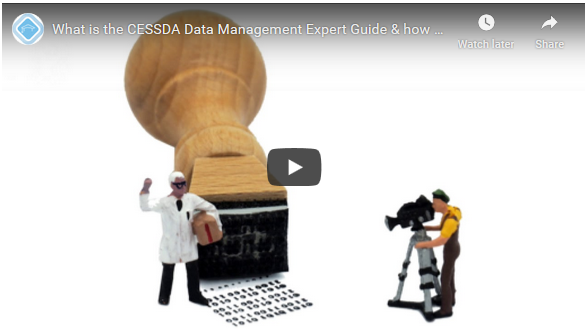 What is the CESSDA Data Management Expert Guide & how ...
Watch later
Share